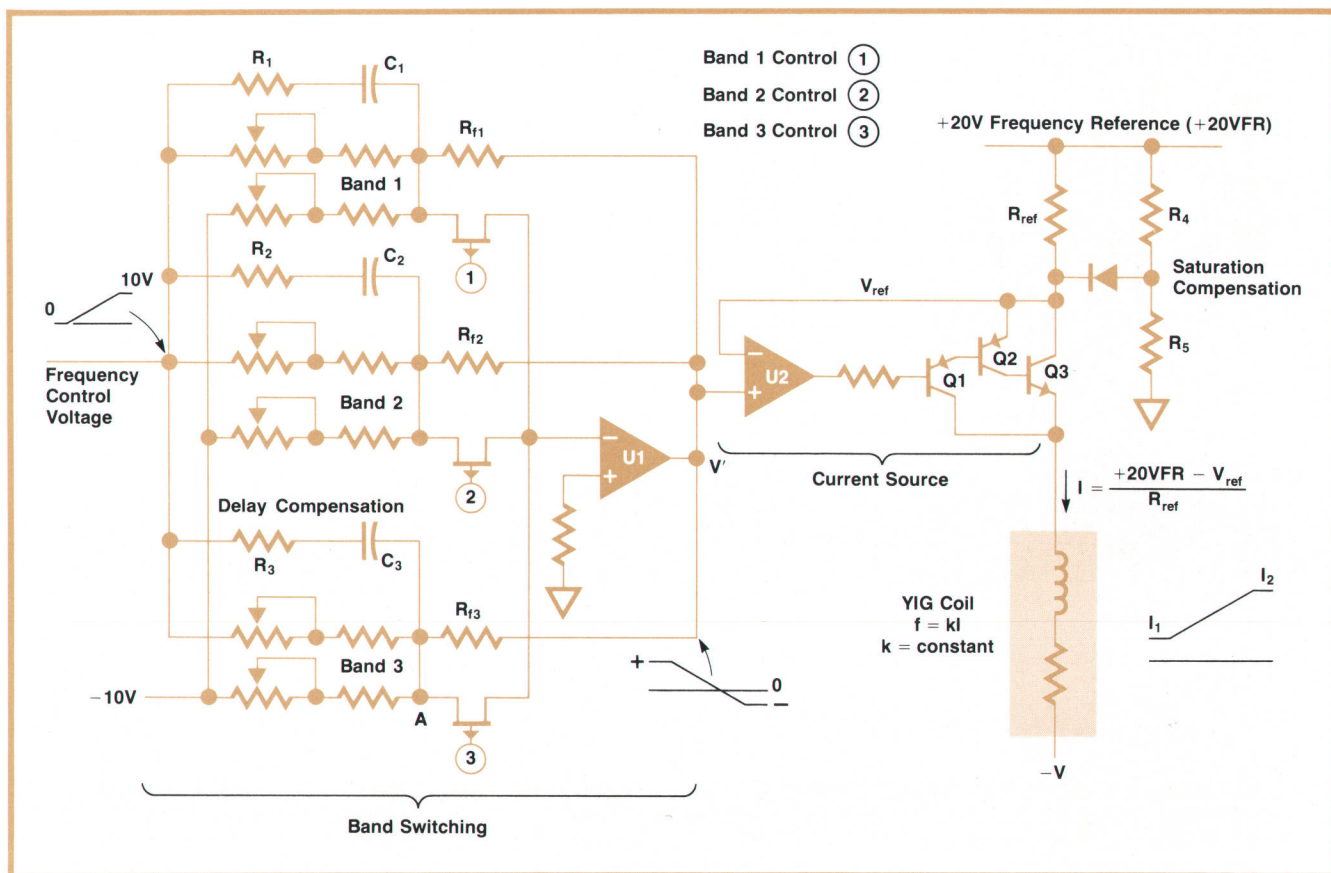 R1
C1
Band 1 Control 1
Band 2 Control 2
Band 3 Control 3
Rf1
+20V Frequency Reference (+20VFR)
Band 1
Rref
R4
R2
C2
1
Saturation
Compensation
0
10V
Vref
Rf2
R5
Frequency
Control
Voltage
− U2 +
Q1
Q2
Q3
Band 2
− U1 +
V'
Current Source
2
I = +20VFR − Vref
Rref
Delay Compensation
R3
C3
Rf3
YIG Coil
f = kI
k = constant
I1
I2
Band 3
+
0
−
−10V
A
3
−V
Band Switching